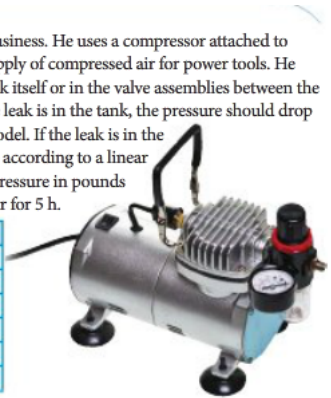 usiness. He uses a compressor attached to
pply of compressed air for power tools. He
k itself or in the valve assemblies between the
leak is in the tank, the pressure should drop
odel. If the leak is in the
according to a linear
ressure in pounds
r for 5 h.